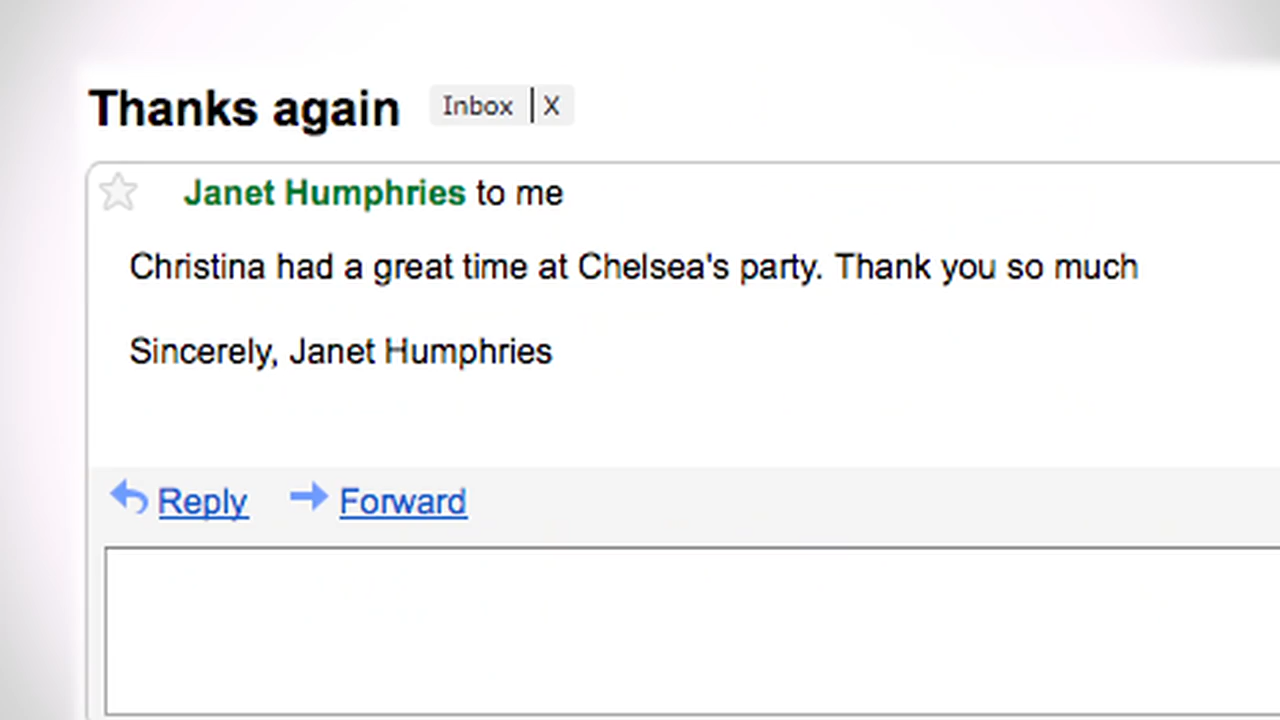 Thanks again Inbox | X
Janet Humphries to me
Christina had a great time at Chelsea's party. Thank you so much
Sincerely, Janet Humphries
Reply Forward